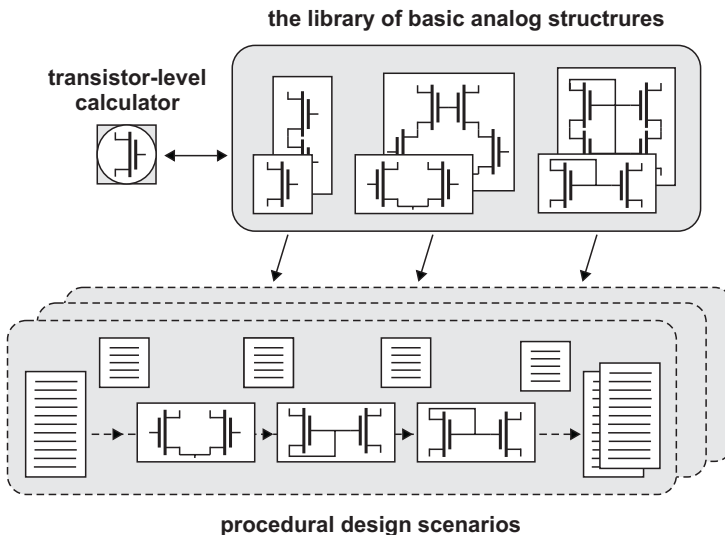 the library of basic analog structrures
transistor-level
calculator
procedural design scenarios